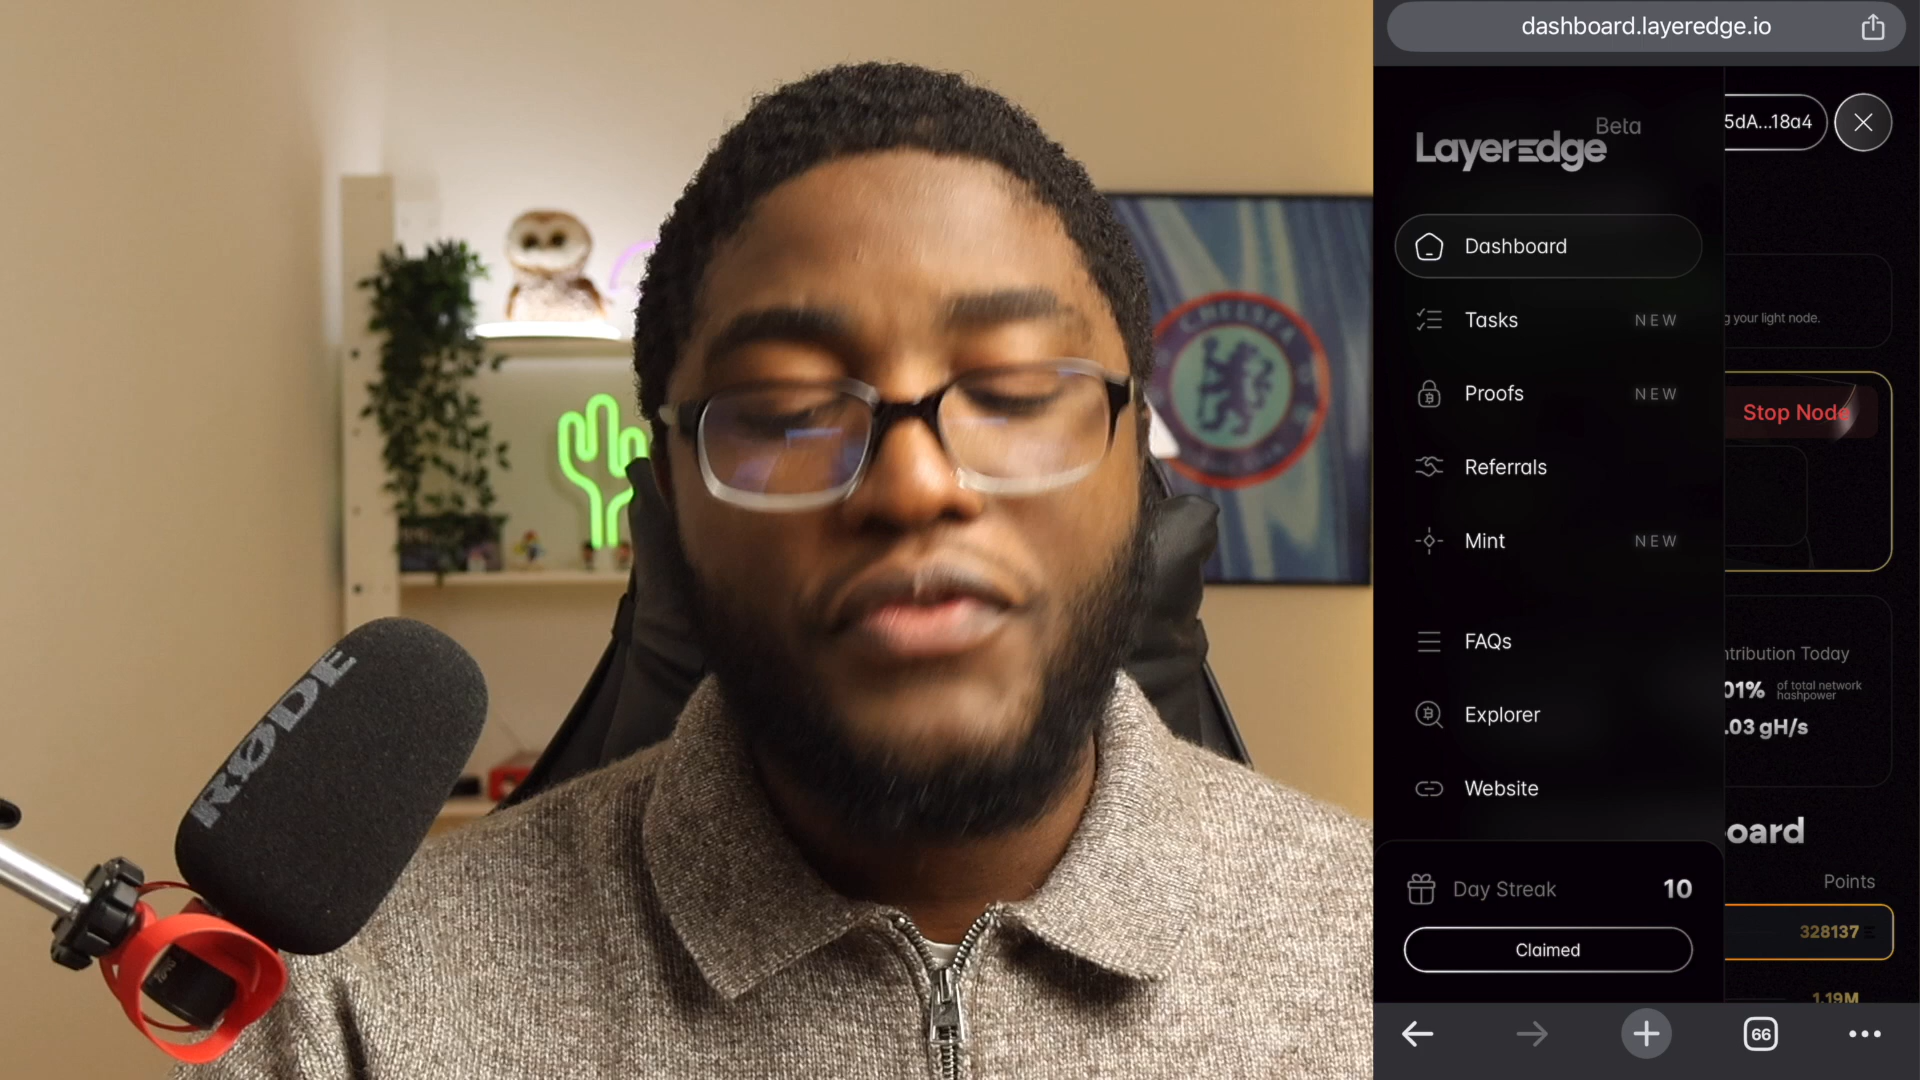 RØDE
CHELSEA
dashboard.layeredge.io
LayerEdge
Beta
5dA...18a4
Dashboard
Tasks NEW
g your light node.
Proofs NEW
Stop Node
Referrals
Mint NEW
FAQs
ntribution Today
01% of total network
hashpower
.03 gH/s
Explorer
Website
oard
Points
Day Streak 10
328137
Claimed
1.19M
66